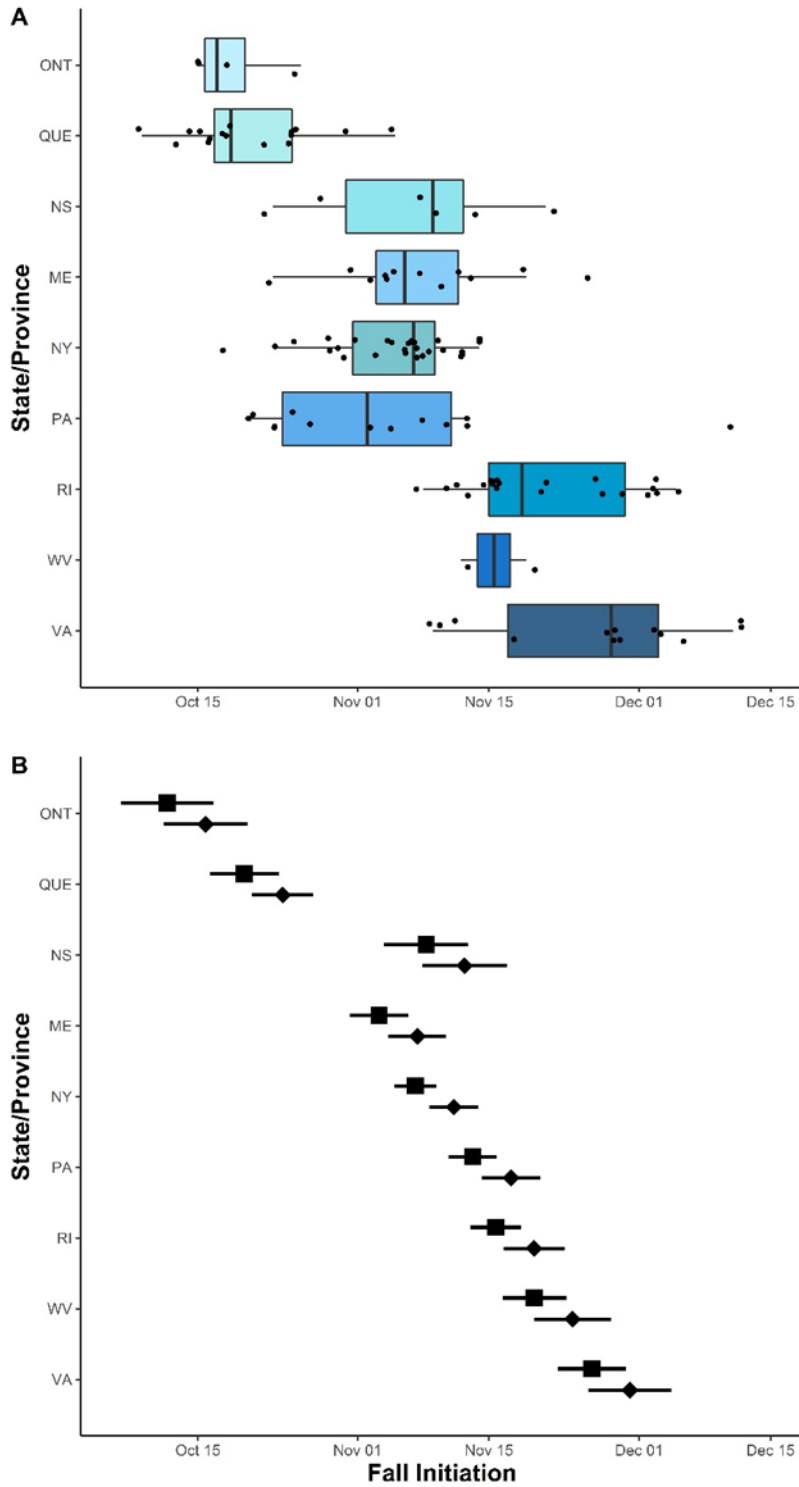 A
ONT
QUE
NS
ME
NY
PA
RI
WV
VA
State/Province
Oct 15
Nov 01
Nov 15
Dec 01
Dec 15
B
ONT
QUE
NS
ME
NY
PA
RI
WV
VA
State/Province
Oct 15
Nov 01
Nov 15
Dec 01
Dec 15
Fall Initiation